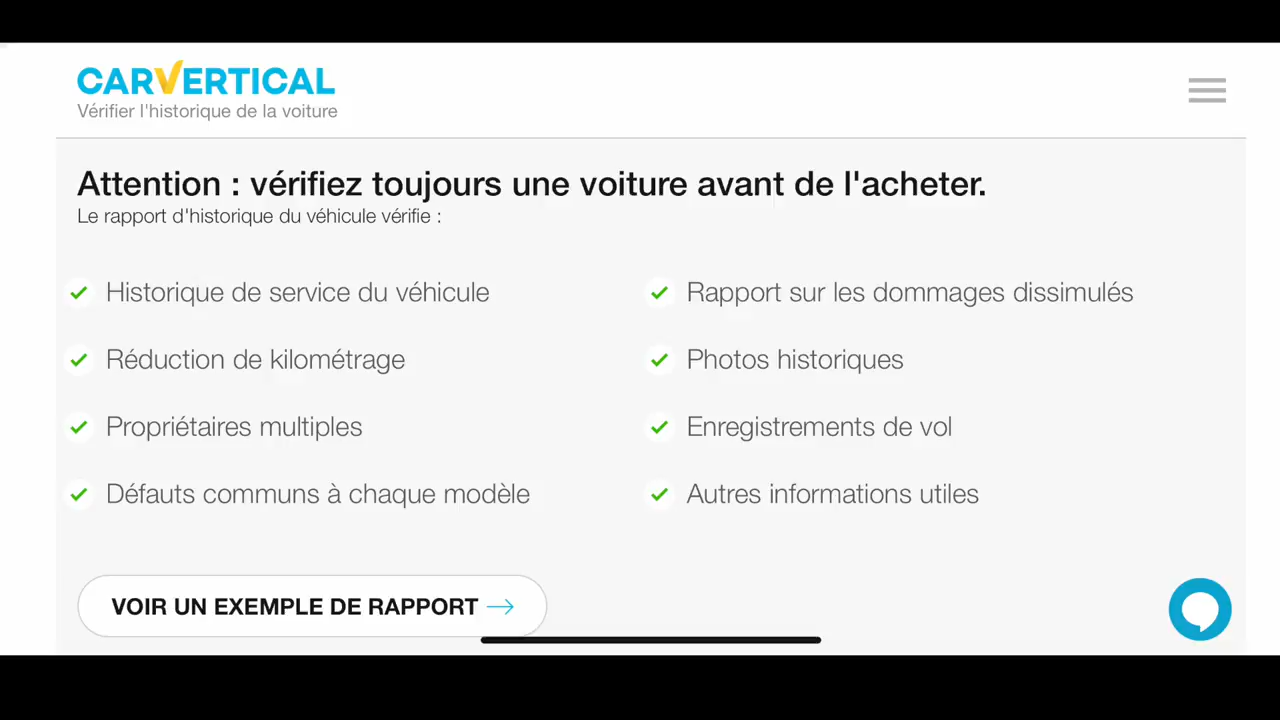 CARVERTICAL
Vérifier l'historique de la voiture
Attention : vérifiez toujours une voiture avant de l'acheter.
Le rapport d'historique du véhicule vérifie :
Historique de service du véhicule
Rapport sur les dommages dissimulés
Réduction de kilométrage
Photos historiques
Propriétaires multiples
Enregistrements de vol
Défauts communs à chaque modèle
Autres informations utiles
VOIR UN EXEMPLE DE RAPPORT